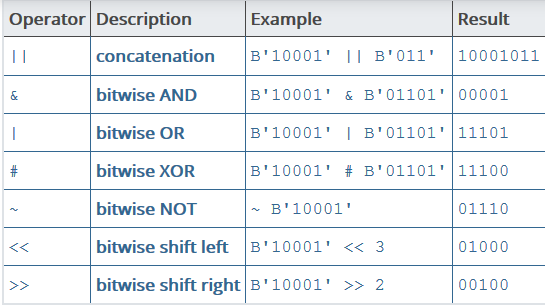 Operator Description Example Result
|| concatenation B'10001' || B'011' 10001011
& bitwise AND B'10001' & B'01101' 00001
| bitwise OR B'10001' | B'01101' 11101
# bitwise XOR B'10001' # B'01101' 11100
~ bitwise NOT ~ B'10001' 01110
<< bitwise shift left B'10001' << 3 01000
>> bitwise shift right B'10001' >> 2 00100